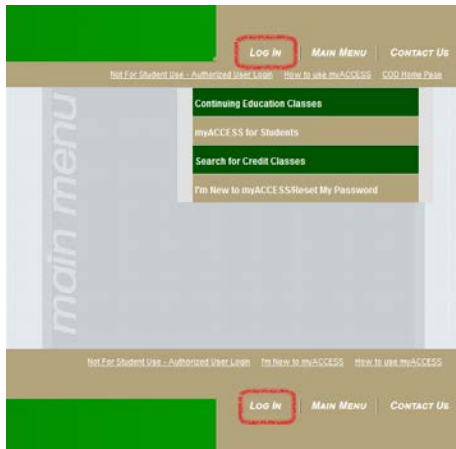 LOG IN MAIN MENU CONTACT US
Not For Student Use - Authorized User Login How to use myACCESS COD Home Page
main menu
Continuing Education Classes
myACCESS for Students
Search for Credit Classes
I'm New to myACCESS/Reset My Password
Not For Student Use - Authorized User Login I'm New to myACCESS How to use myACCESS
LOG IN MAIN MENU CONTACT US